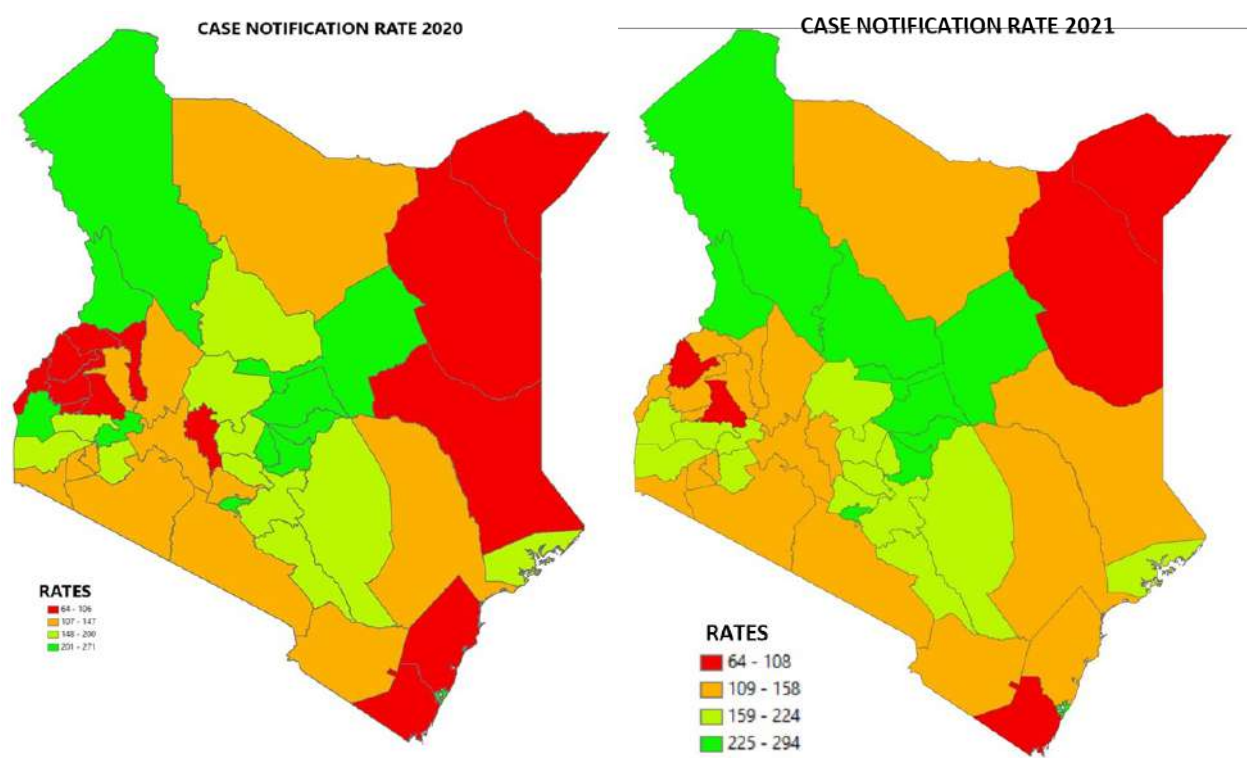 CASE NOTIFICATION RATE 2020
RATES
64 - 106
107 - 147
148 - 200
201 - 271
CASE NOTIFICATION RATE 2021
RATES
64 - 108
109 - 158
159 - 224
225 - 294